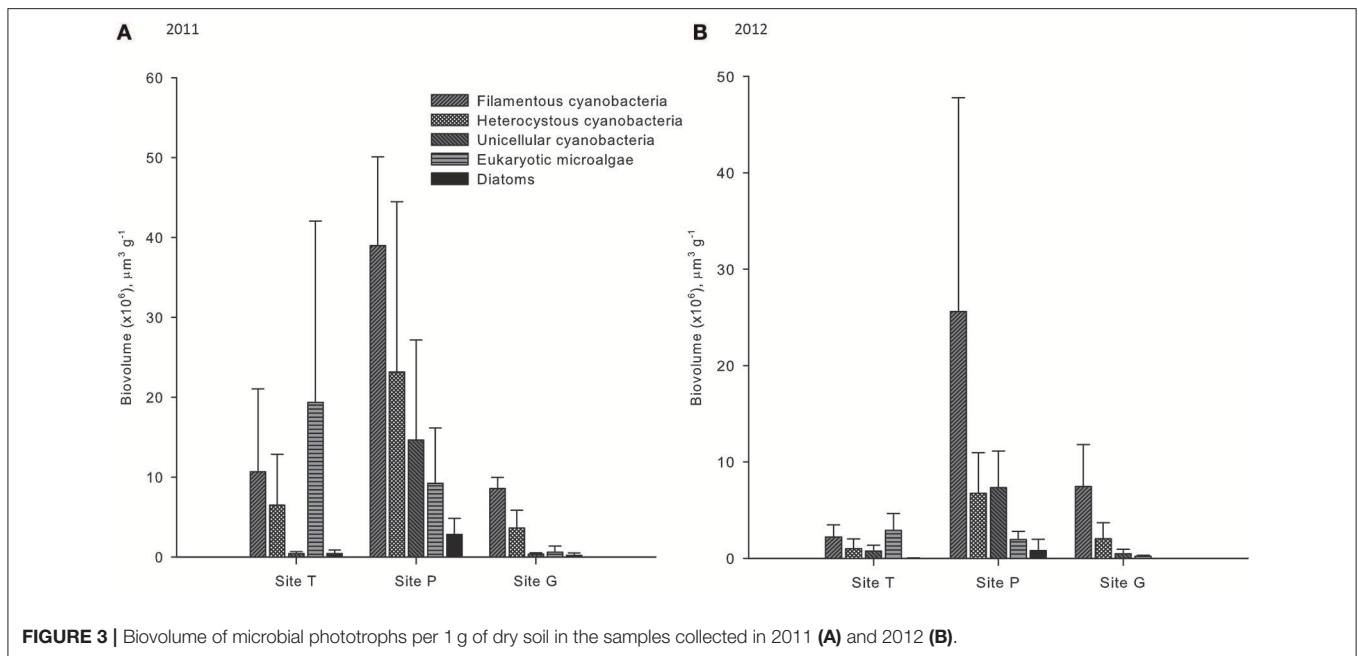 A 2011
60
50
40
30
20
10
0
Biovolume (x10⁶), μm³ g⁻¹
Filamentous cyanobacteria
Heterocystous cyanobacteria
Unicellular cyanobacteria
Eukaryotic microalgae
Diatoms
Site T Site P Site G
B 2012
50
40
30
20
10
0
Biovolume (x10⁶), μm³ g⁻¹
Site T Site P Site G
FIGURE 3 | Biovolume of microbial phototrophs per 1 g of dry soil in the samples collected in 2011 (A) and 2012 (B).